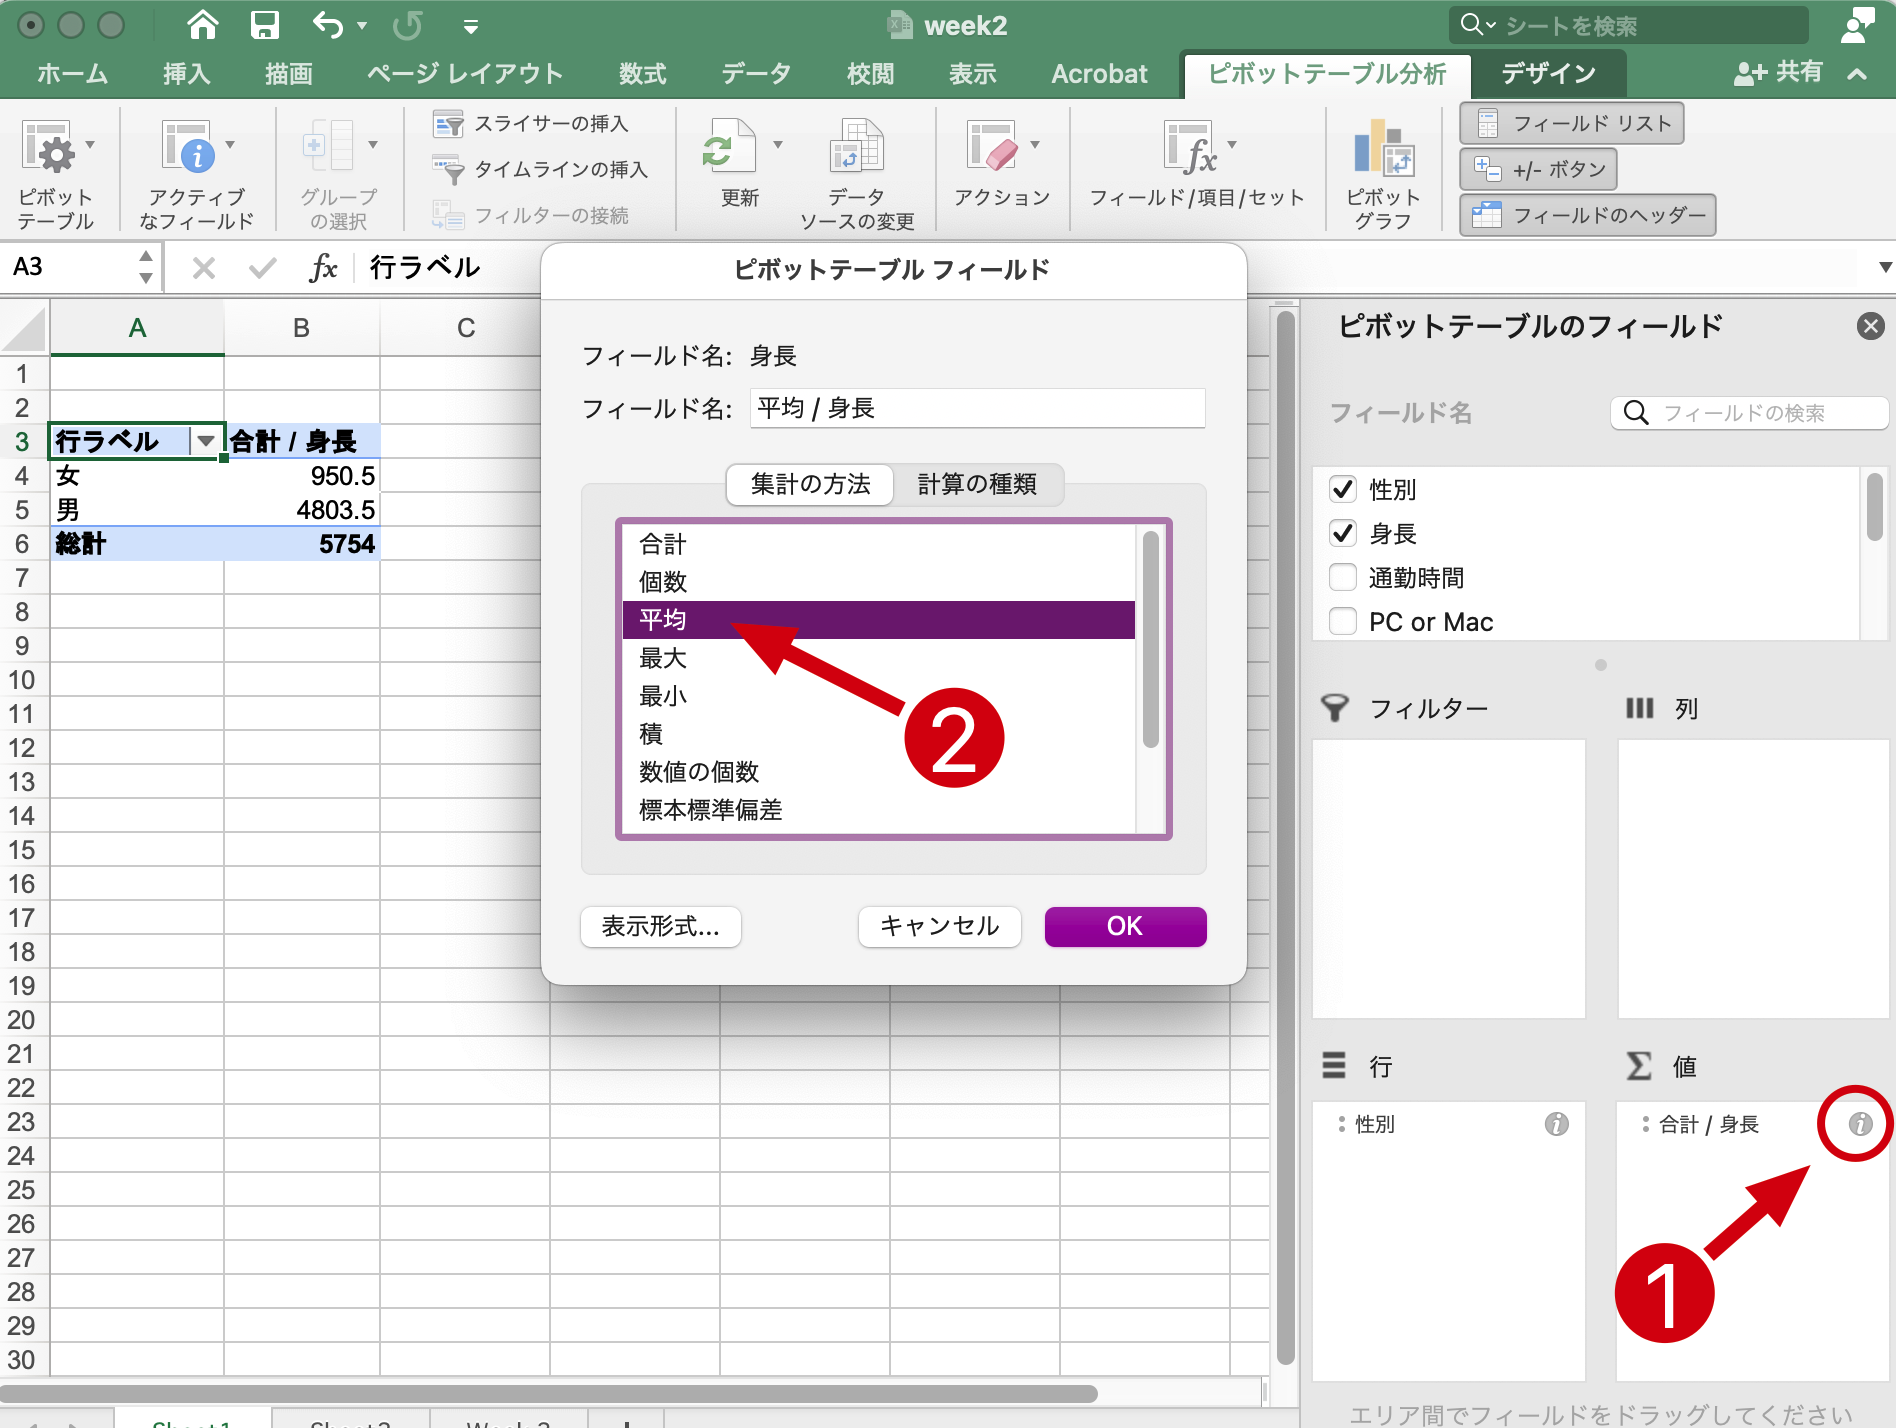 week2
シートを検索
ホーム 挿入 描画 ページ レイアウト 数式 データ 校閲 表示 Acrobat ピボットテーブル分析 デザイン 共有
ピボット
テーブル
アクティブ
なフィールド
グループ
の選択
スライサーの挿入
タイムラインの挿入
フィルターの接続
更新
データ
ソースの変更
アクション
フィールド/項目/セット
ピボット
グラフ
フィールド リスト
+/- ボタン
フィールドのヘッダー
A3 fx 行ラベル
A B C
1
2
3 行ラベル 合計 / 身長
4 女 950.5
5 男 4803.5
6 総計 5754
7
8
9
10
11
12
13
14
15
16
17
18
19
20
21
22
23
24
25
26
27
28
29
30
ピボットテーブル フィールド
フィールド名: 身長
フィールド名: 平均 / 身長
集計の方法 計算の種類
合計
個数
平均
最大
最小
積
数値の個数
標本標準偏差
2
表示形式... キャンセル OK
ピボットテーブルのフィールド
フィールド名 フィールドの検索
性別
身長
通勤時間
PC or Mac
フィルター 列
行 値
性別 合計 / 身長
1
エリア間でフィールドをドラッグしてください